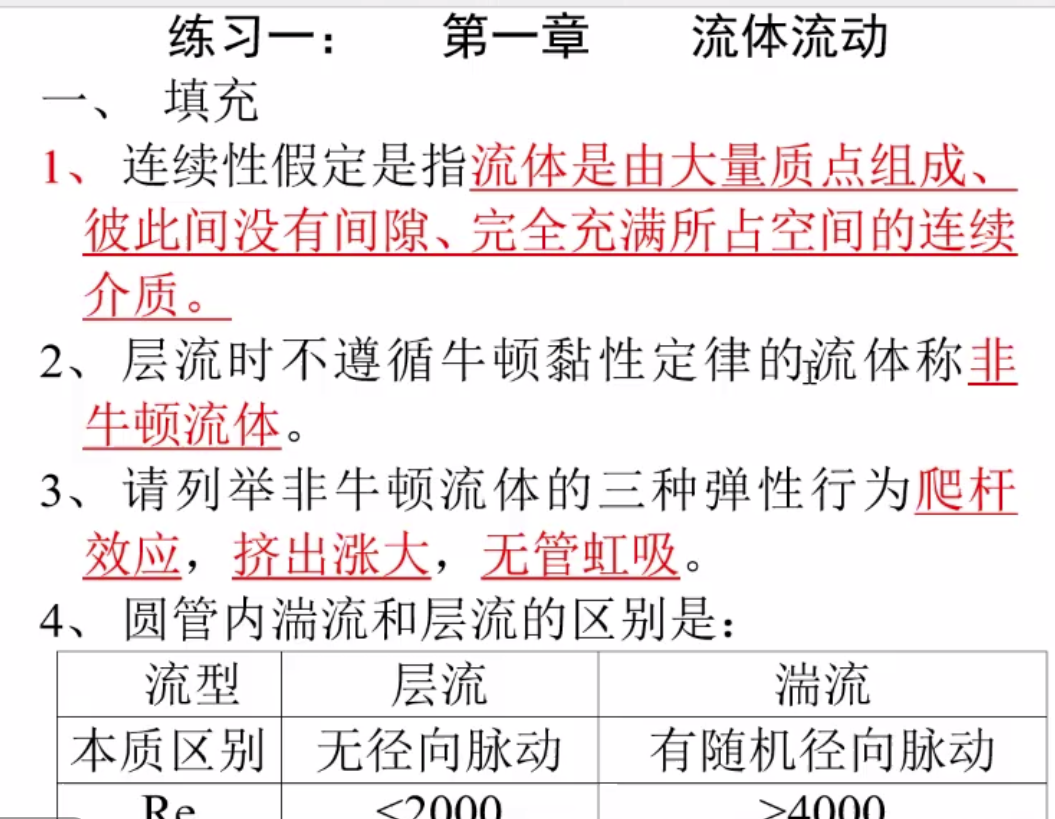 练习一： 第一章 流体流动
一、 填充
1、连续性假定是指流体是由大量质点组成、
彼此间没有间隙、完全充满所占空间的连续
介质。
2、层流时不遵循牛顿黏性定律的流体称非
牛顿流体。
3、请列举非牛顿流体的三种弹性行为爬杆
效应，挤出涨大，无管虹吸。
4、圆管内湍流和层流的区别是：
流型 层流 湍流
本质区别 无径向脉动 有随机径向脉动
Re <2000 >4000